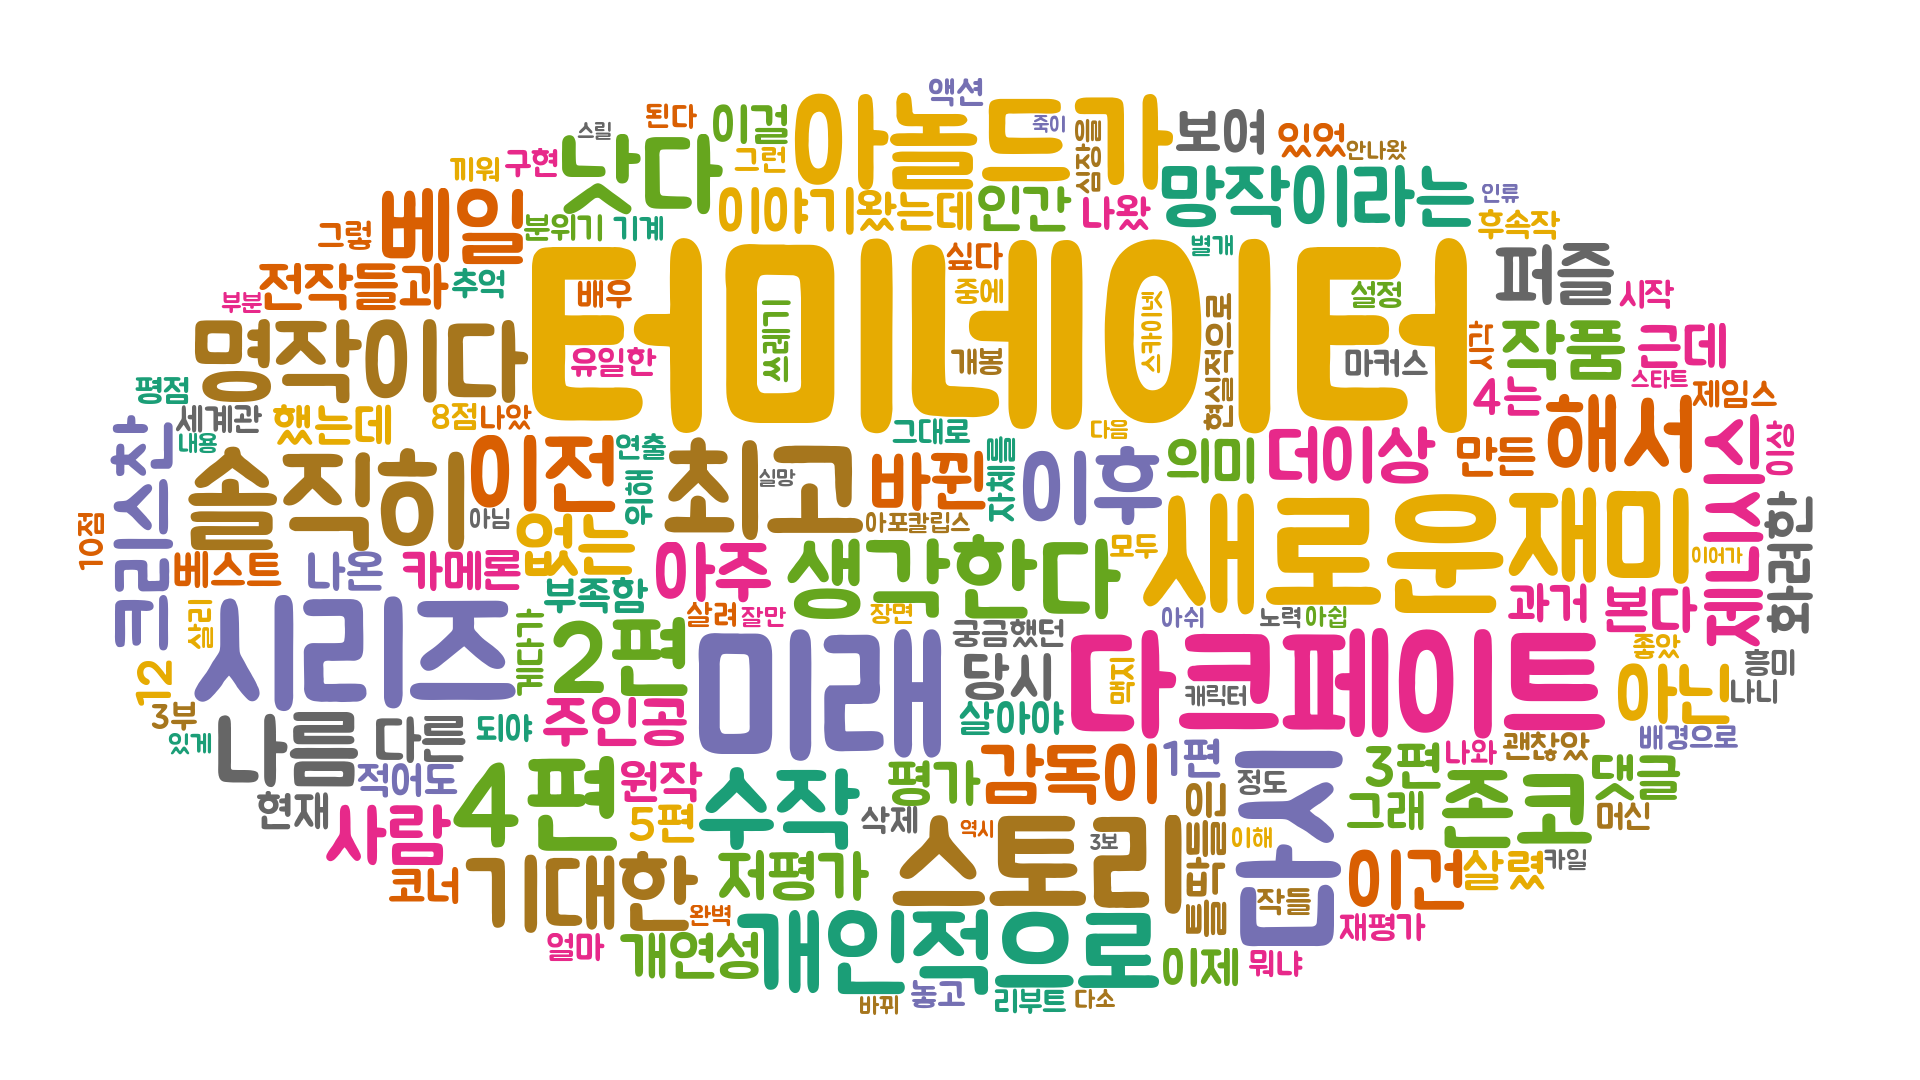 액션
스릴
된다
이걸
아놀드가
죽이
심장을
보여
있었
안나왔
끼워
구현
낫다
그런
이야기왔는데
인간
나왔
망작이라는
인류
후속작
그렇
베일
분위기
기계
싶다
별개
퍼즐
전작들과
추억
부분
터미네이터
배우
쓰레기
중에
스카이넷
현실적으로
설정
시작
명작이다
유일한
개봉
마커스
시간
작품
근데
평점
세계관
내용
했는데
8점
나았
4는
스타트
제임스
크리스찬
솔직히
이전
연출
위해
최고
실망
그대로
바뀐
자체를
다음
이후
의미
더이상
만든
해서
제니시스
이상
10점
아님
없는
아포칼립스
새로운
재미
이어가
화려한
베스트
나온
카메론
부족함
아주
생각한다
모두
과거
본다
12
살리
시리즈
게다가
2편
살려
잘만
장면
궁금했던
아쉬
노력
아쉽
좋았
흥미
3부
있게
나름
다른
되야
주인공
미래
당시
살아야
맥지
캐릭터
다크페이트
아닌
나니
현재
적어도
4편
원작
수작
평가
감독이
1편
정도
3편
나와
괜찮았
배경으로
사람
5편
삭제
역시
스토리
3보
이해
그래
존코
댓글
머신
코너
기대한
저평가
작들
이건
살렸
카일
완벽
개인적으로
재평가
얼마
개연성
이제
뭐냐
바뀌
놓고
리부트
다소